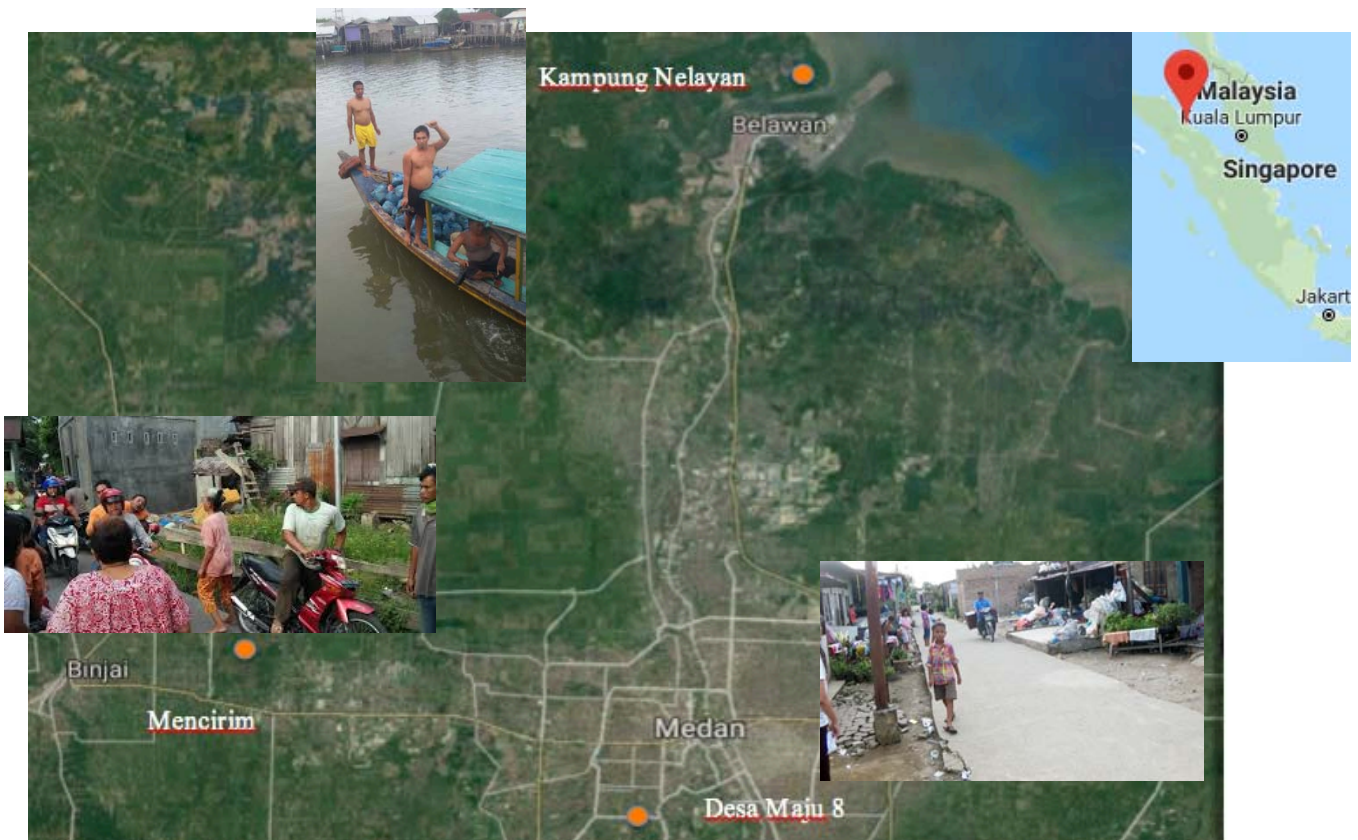 Kampung Nelayan
Belawan
Malaysia
Kuala Lumpur
Singapore
Jakart
Binjai
Mencirim
Medan
Desa Maju 8